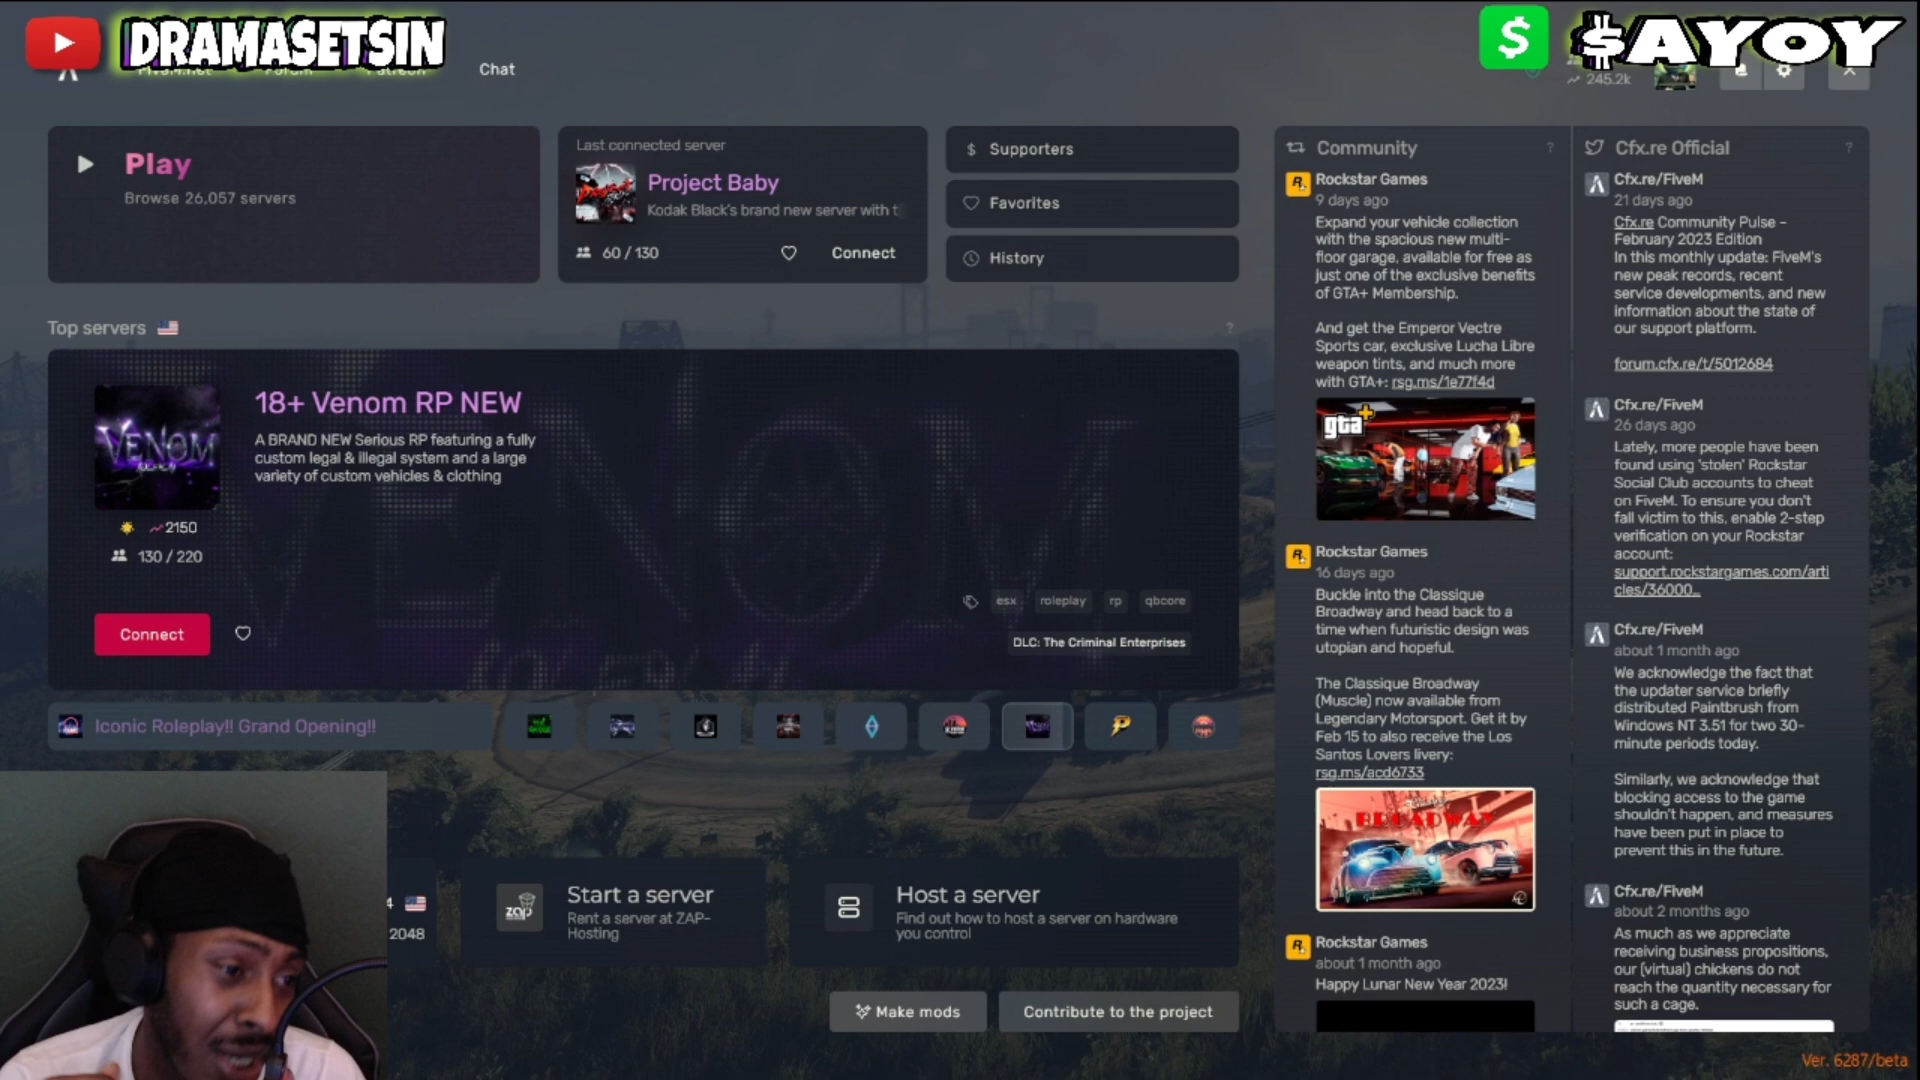 DRAMASETSIN
$AYOY
Chat
245.2k
Play
Browse 26,057 servers
Last connected server
Project Baby
Kodak Black's brand new server with t
60 / 130
Connect
Supporters
Favorites
History
Top servers
?
18+ Venom RP NEW
A BRAND NEW Serious RP featuring a fully
custom legal & illegal system and a large
variety of custom vehicles & clothing
VENOM
2150
130 / 220
Connect
esx
roleplay
rp
qbcore
DLC: The Criminal Enterprises
Iconic Roleplay!! Grand Opening!!
4
2048
zap
Start a server
Rent a server at ZAP-
Hosting
Host a server
Find out how to host a server on hardware
you control
Make mods
Contribute to the project
Community
?
Rockstar Games
9 days ago
Expand your vehicle collection
with the spacious new multi-
floor garage, available for free as
just one of the exclusive benefits
of GTA+ Membership.
And get the Emperor Vectre
Sports car, exclusive Lucha Libre
weapon tints, and much more
with GTA+: rsg.ms/1e77f4d
gta+
Rockstar Games
16 days ago
Buckle into the Classique
Broadway and head back to a
time when futuristic design was
utopian and hopeful.
The Classique Broadway
(Muscle) now available from
Legendary Motorsport. Get it by
Feb 15 to also receive the Los
Santos Lovers livery:
rsg.ms/acd6733
BROADWAY
Rockstar Games
about 1 month ago
Happy Lunar New Year 2023!
Cfx.re Official
?
Cfx.re/FiveM
21 days ago
Cfx.re Community Pulse –
February 2023 Edition
In this monthly update: FiveM's
new peak records, recent
service developments, and new
information about the state of
our support platform.
forum.cfx.re/t/5012684
Cfx.re/FiveM
26 days ago
Lately, more people have been
found using 'stolen' Rockstar
Social Club accounts to cheat
on FiveM. To ensure you don't
fall victim to this, enable 2-step
verification on your Rockstar
account:
support.rockstargames.com/arti
cles/36000…
Cfx.re/FiveM
about 1 month ago
We acknowledge the fact that
the updater service briefly
distributed Paintbrush from
Windows NT 3.51 for two 30-
minute periods today.
Similarly, we acknowledge that
blocking access to the game
shouldn't happen, and measures
have been put in place to
prevent this in the future.
Cfx.re/FiveM
about 2 months ago
As much as we appreciate
receiving business propositions,
our (virtual) chickens do not
reach the quantity necessary for
such a cage.
Ver. 6287/beta